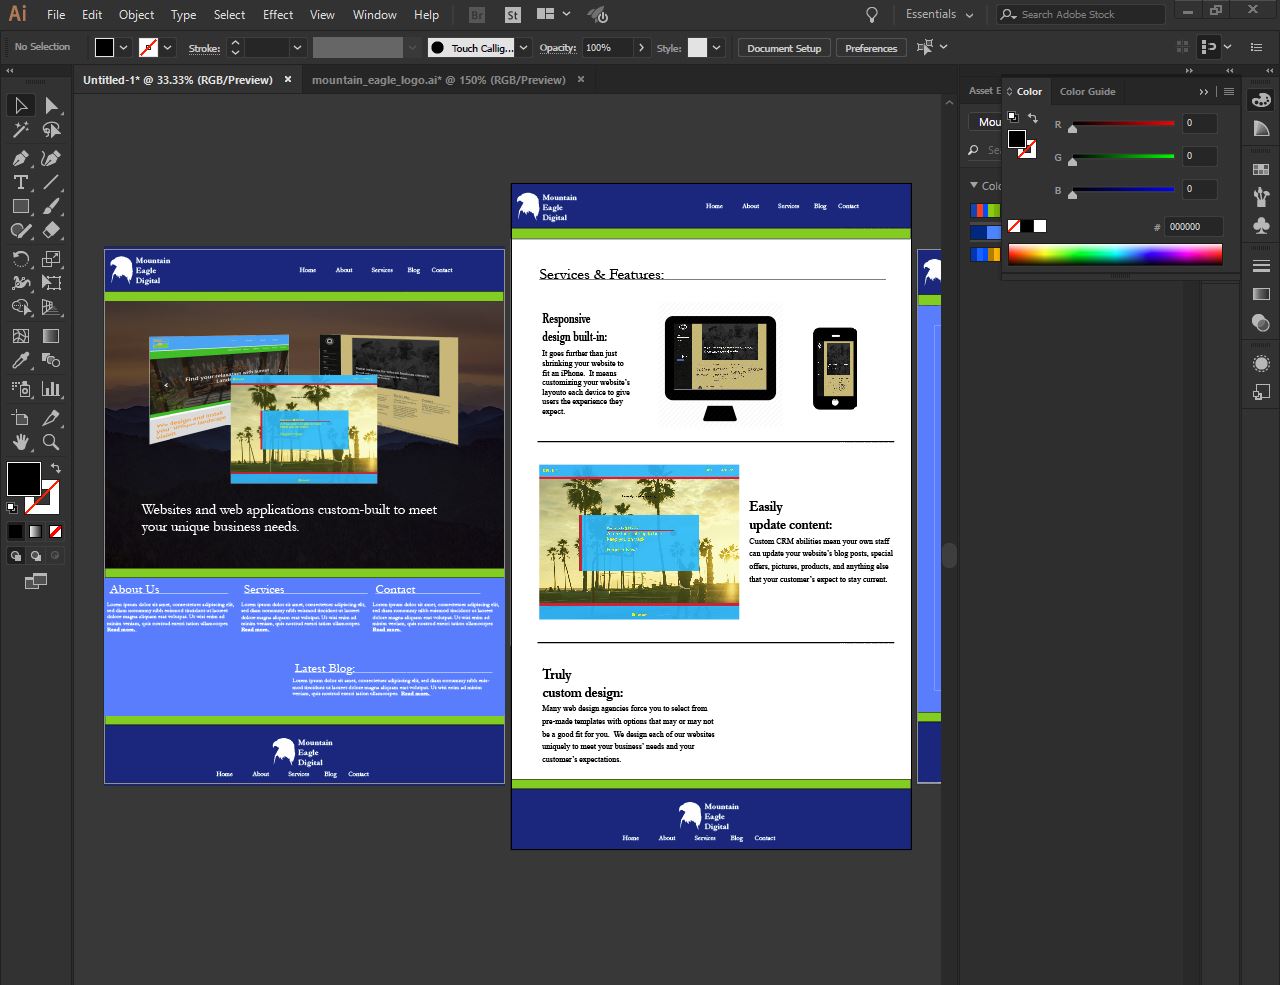 Ai File Edit Object Type Select Effect View Window Help Br St Essentials Search Adobe Stock
No Selection Stroke: Touch Callig... Opacity: 100% Style: Document Setup Preferences
Untitled-1* @ 33.33% (RGB/Preview) × mountain_eagle_logo.ai* @ 150% (RGB/Preview) ×
Mountain
Eagle
Digital
Home About Services Blog Contact
Find your relaxation with
We design and install
your unique landscape
vision
Websites and web applications custom-built to meet
your unique business needs.
About Us
Lorem ipsum dolor sit amet, consectetuer adipiscing elit,
sed diam nonummy nibh euismod tincidunt ut laoreet
dolore magna aliquam erat volutpat. Ut wisi enim ad
minim veniam, quis nostrud exerci tation ullamcorper.
Read more.
Services
Lorem ipsum dolor sit amet, consectetuer adipiscing elit,
sed diam nonummy nibh euismod tincidunt ut laoreet
dolore magna aliquam erat volutpat. Ut wisi enim ad
minim veniam, quis nostrud exerci tation ullamcorper.
Read more.
Contact
Lorem ipsum dolor sit amet, consectetuer adipiscing elit,
sed diam nonummy nibh euismod tincidunt ut laoreet
dolore magna aliquam erat volutpat. Ut wisi enim ad
minim veniam, quis nostrud exerci tation ullamcorper.
Read more.
Latest Blog:
Lorem ipsum dolor sit amet, consectetuer adipiscing elit, sed diam nonummy nibh euis-
mod tincidunt ut laoreet dolore magna aliquam erat volutpat. Ut wisi enim ad minim
veniam, quis nostrud exerci tation ullamcorper. Read more.
Mountain
Eagle
Digital
Home About Services Blog Contact
Mountain
Eagle
Digital
Home About Services Blog Contact
Services & Features:
Responsive
design built-in:
It goes further than just
shrinking your website to
fit an iPhone. It means
customizing your website's
layouto each device to give
users the experience they
expect.
Easily
update content:
Custom CRM abilities mean your own staff
can update your website's blog posts, special
offers, pictures, products, and anything else
that your customer's expect to stay current.
Truly
custom design:
Many web design agencies force you to select from
pre-made templates with options that may or may not
be a good fit for you. We design each of our websites
uniquely to meet your business' needs and your
customer's expectations.
Mountain
Eagle
Digital
Home About Services Blog Contact
Asset E
Mou
Se
Colo
Color Color Guide
R 0
G 0
B 0
# 000000